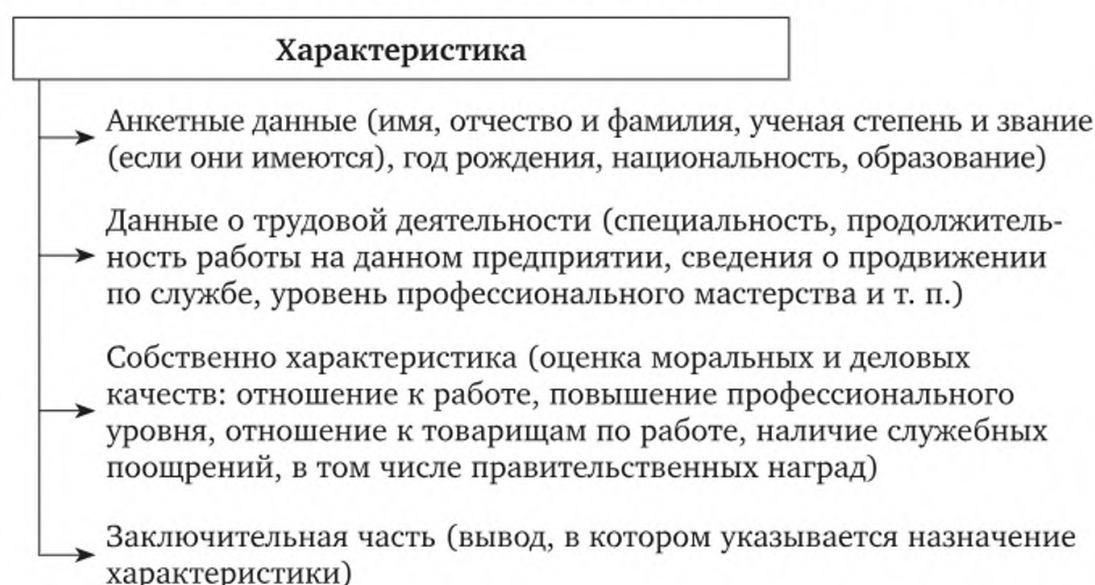 Характеристика
Анкетные данные (имя, отчество и фамилия, ученая степень и звание
(если они имеются), год рождения, национальность, образование)
Данные о трудовой деятельности (специальность, продолжитель-
ность работы на данном предприятии, сведения о продвижении
по службе, уровень профессионального мастерства и т. п.)
Собственно характеристика (оценка моральных и деловых
качеств: отношение к работе, повышение профессионального
уровня, отношение к товарищам по работе, наличие служебных
поощрений, в том числе правительственных наград)
Заключительная часть (вывод, в котором указывается назначение
характеристики)